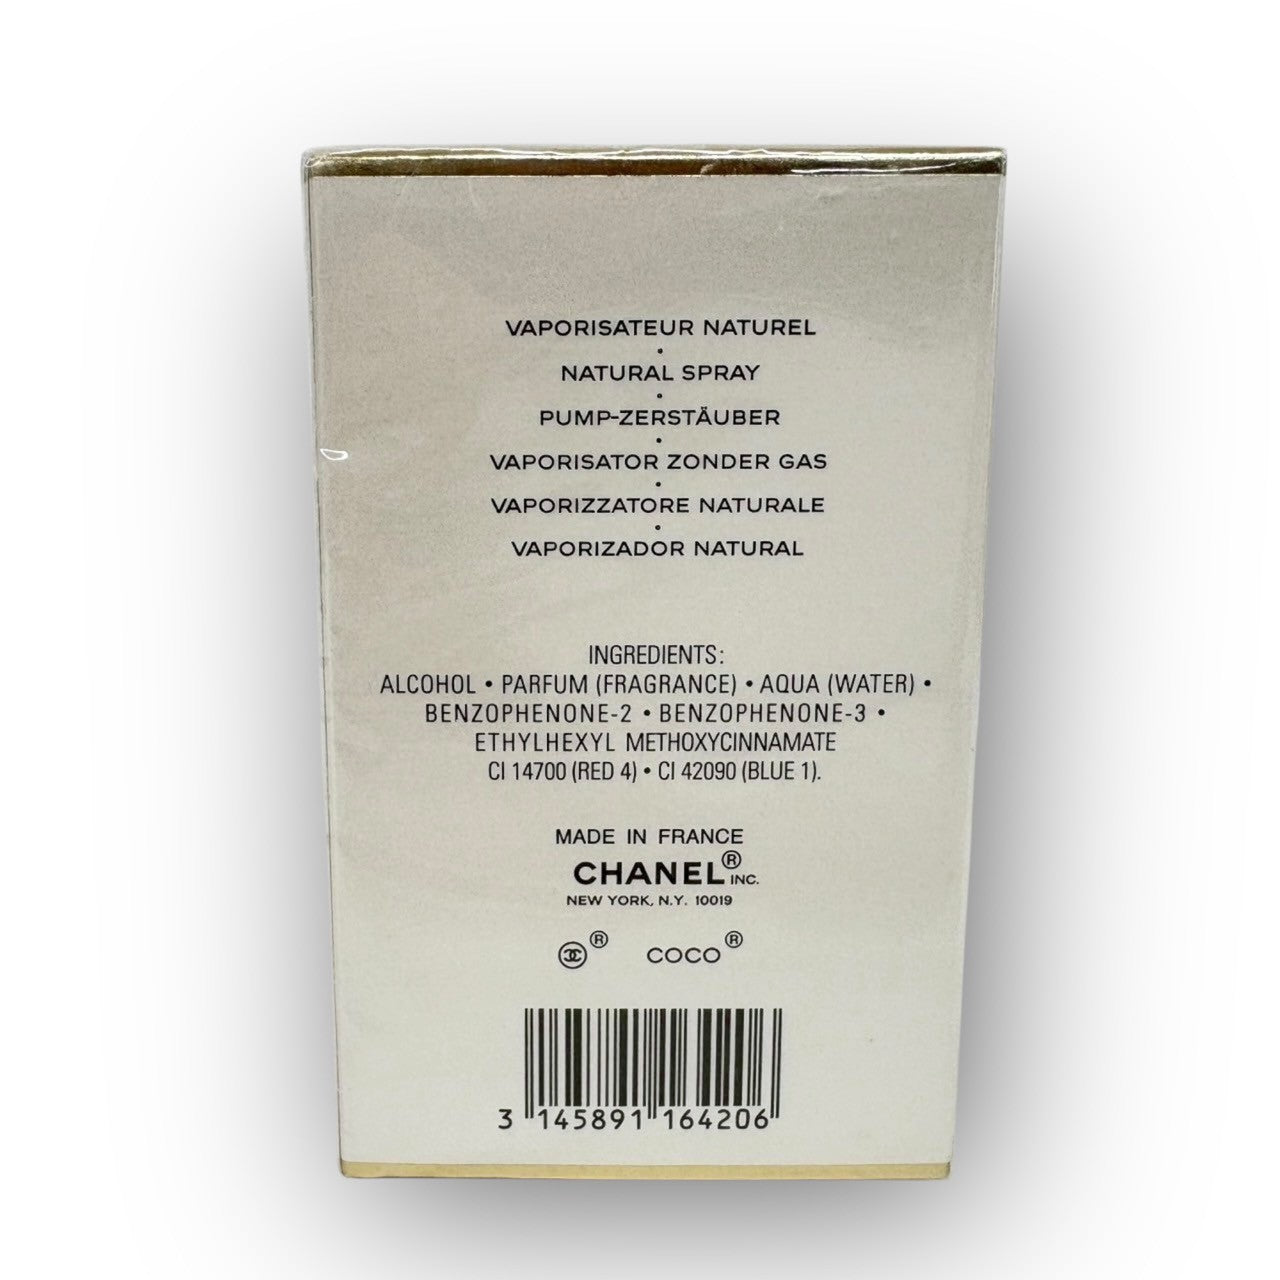 VAPORISATEUR NATUREL
•
NATURAL SPRAY
•
PUMP-ZERSTÄUBER
•
VAPORISATOR ZONDER GAS
•
VAPORIZZATORE NATURALE
•
VAPORIZADOR NATURAL
INGREDIENTS:
ALCOHOL • PARFUM (FRAGRANCE) • AQUA (WATER) •
BENZOPHENONE-2 • BENZOPHENONE-3 •
ETHYLHEXYL METHOXYCINNAMATE
CI 14700 (RED 4) • CI 42090 (BLUE 1).
MADE IN FRANCE
CHANEL® INC.
NEW YORK, N.Y. 10019
® COCO®
3 145891 164206